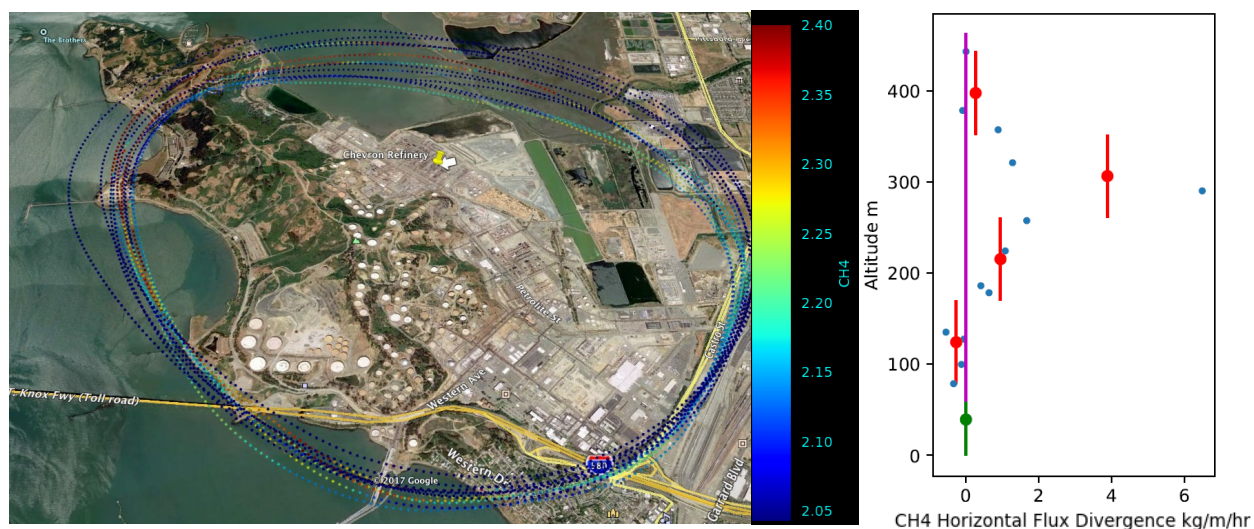 The Brothers
Chevron Refinery
Petrolite St
Castro St
Western Ave
T. Knox Fwy (Toll road)
Western Dr
580
©2017 Google
Garrard Blvd
2.40
2.35
2.30
2.25
2.20
2.15
2.10
2.05
CH4
400
300
200
100
0
Altitude m
0
2
4
6
CH4 Horizontal Flux Divergence kg/m/hr